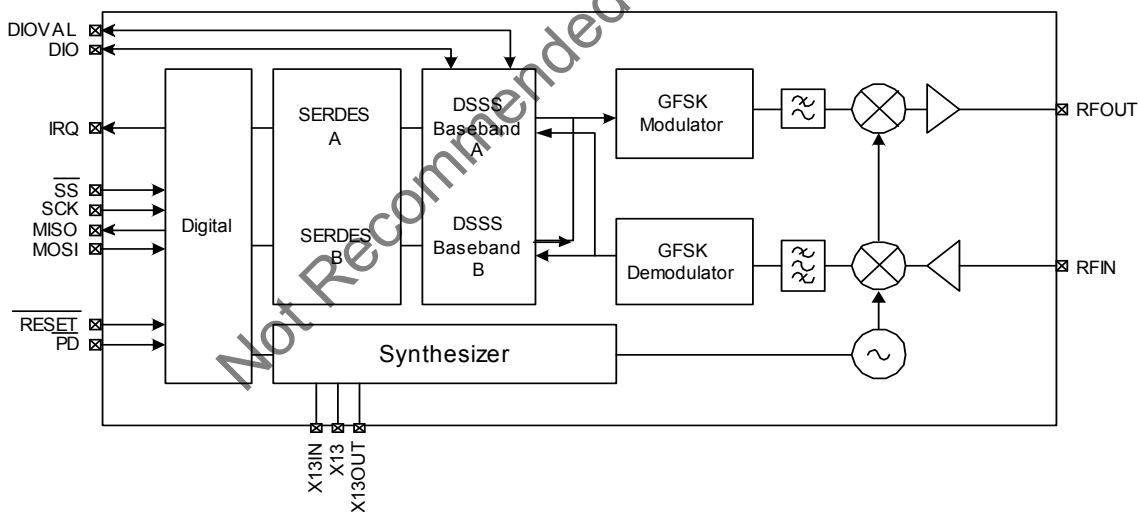 DIOVAL
DIO
IRQ
SS
SCK
MISO
MOSI
RESET
PD
Digital
SERDES
A
SERDES
B
DSSS
Baseband
A
DSSS
Baseband
B
GFSK
Modulator
GFSK
Demodulator
Synthesizer
RFOUT
RFIN
X13IN
X13
X13OUT
Not Recommended